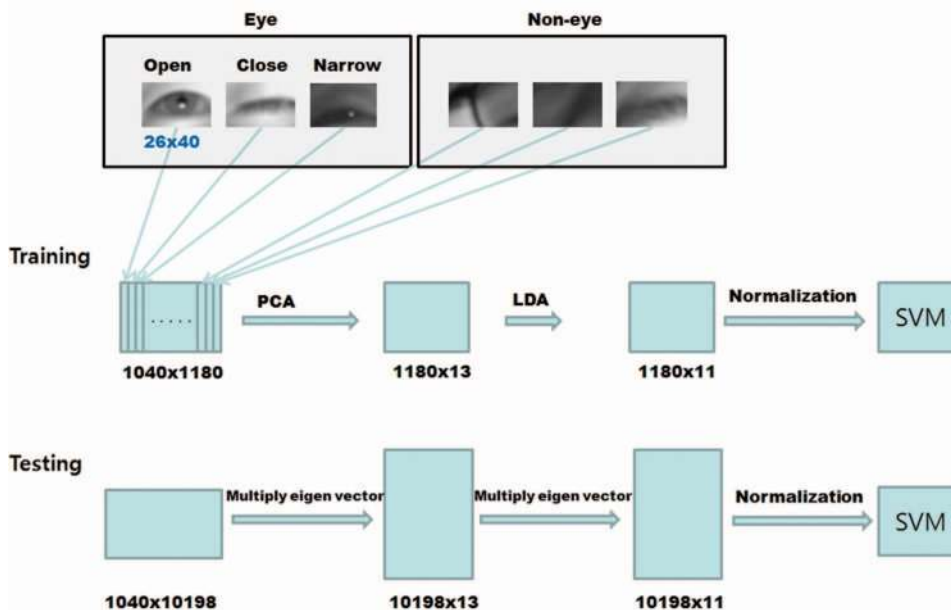 Eye
Non-eye
Open
Close
Narrow
26x40
Training
PCA
LDA
Normalization
SVM
.....
1040x1180
1180x13
1180x11
Testing
Multiply eigen vector
Multiply eigen vector
Normalization
SVM
1040x10198
10198x13
10198x11